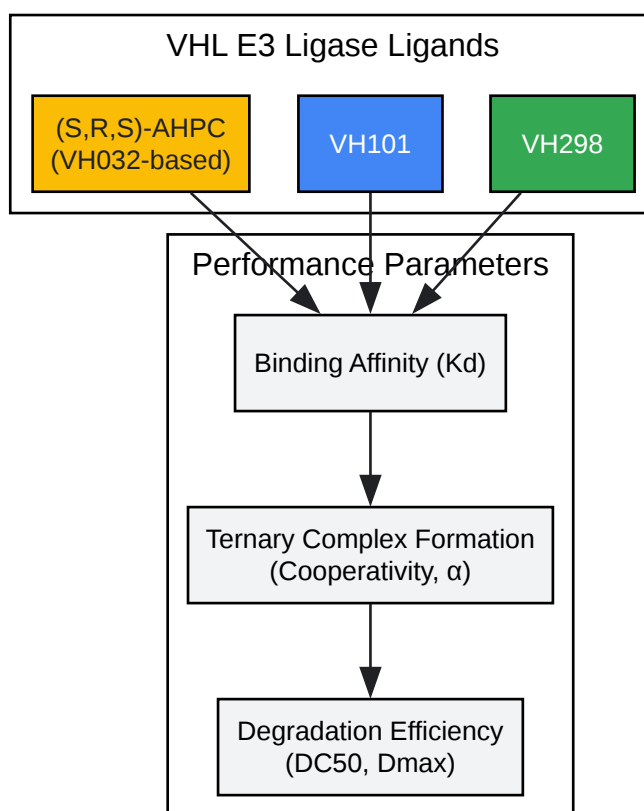 VHL E3 Ligase Ligands
(S,R,S)-AHPC
(VH032-based)
VH101
VH298
Performance Parameters
Binding Affinity (Kd)
Ternary Complex Formation
(Cooperativity, α)
Degradation Efficiency
(DC50, Dmax)